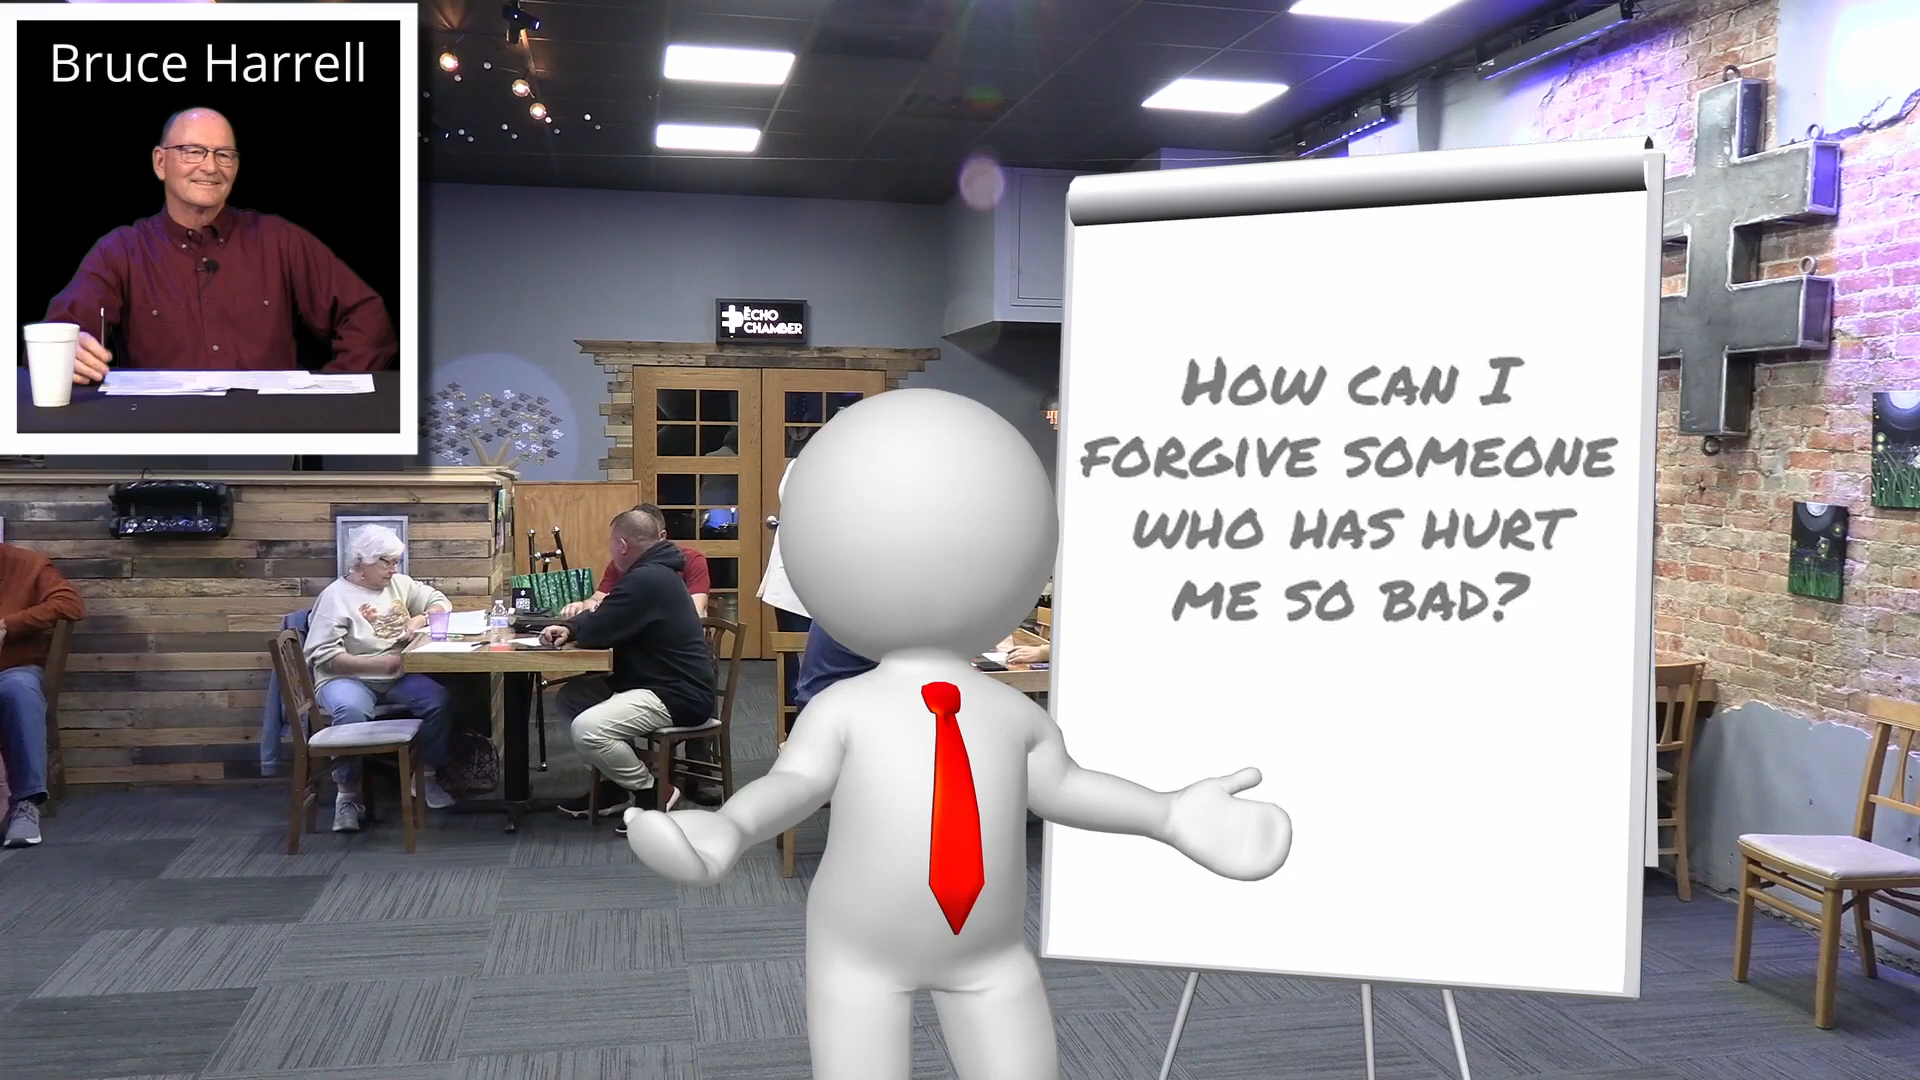 Bruce Harrell
ECHO
CHAMBER
HOW CAN I
FORGIVE SOMEONE
WHO HAS HURT
ME SO BAD?